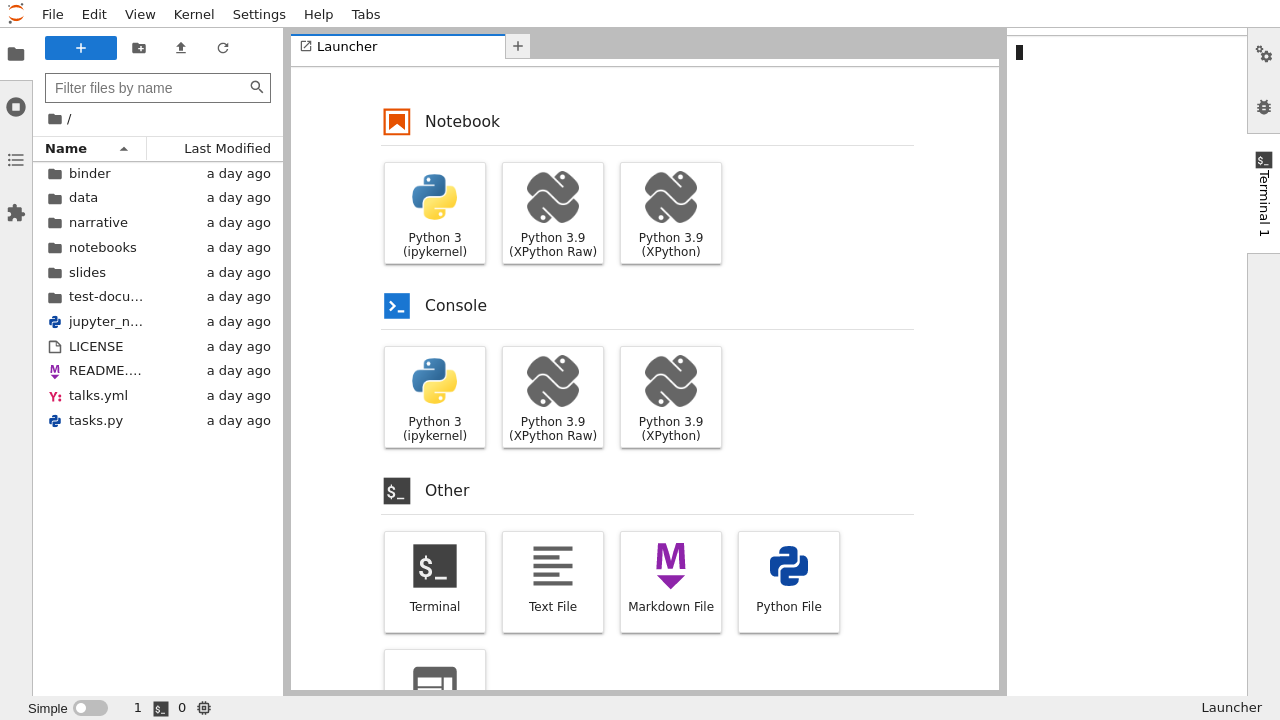 File Edit View Kernel Settings Help Tabs
Launcher
Filter files by name
/
Name Last Modified
binder a day ago
data a day ago
narrative a day ago
notebooks a day ago
slides a day ago
test-docu… a day ago
jupyter_n… a day ago
LICENSE a day ago
README.… a day ago
talks.yml a day ago
tasks.py a day ago
Notebook
Python 3
(ipykernel)
Python 3.9
(XPython Raw)
Python 3.9
(XPython)
Console
Python 3
(ipykernel)
Python 3.9
(XPython Raw)
Python 3.9
(XPython)
$_ Other
$_
Terminal
Text File
M
Markdown File
Python File
$_ Terminal 1
Simple 1 $_ 0 Launcher